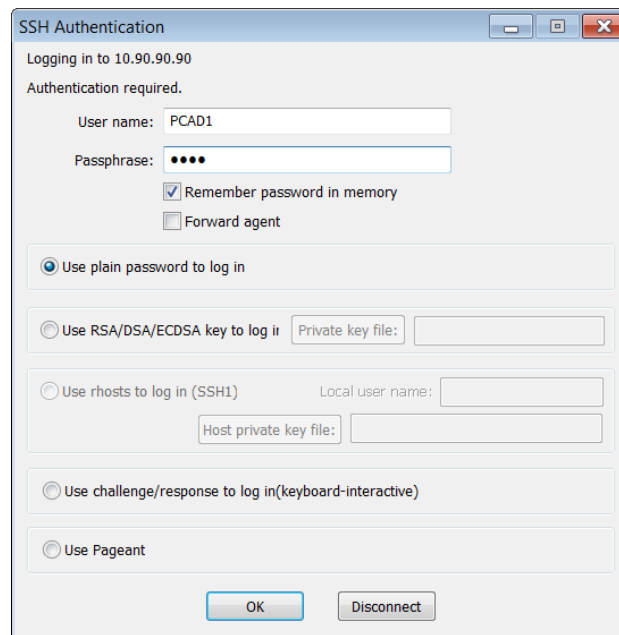 SSH Authentication
Logging in to 10.90.90.90
Authentication required.
User name: PCAD1
Passphrase: ●●●●
Remember password in memory
Forward agent
Use plain password to log in
Use RSA/DSA/ECDSA key to log in Private key file:
Use rhosts to log in (SSH1) Local user name:
Host private key file:
Use challenge/response to log in(keyboard-interactive)
Use Pageant
OK Disconnect